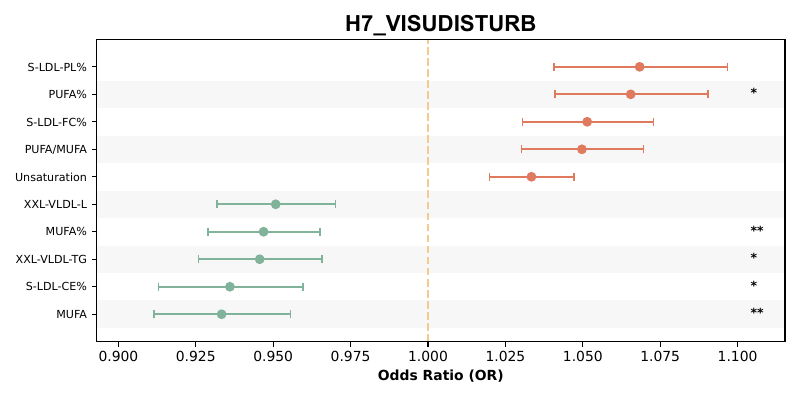 H7_VISUDISTURB
S-LDL-PL%
PUFA% *
S-LDL-FC%
PUFA/MUFA
Unsaturation
XXL-VLDL-L
MUFA% **
XXL-VLDL-TG *
S-LDL-CE% *
MUFA **
0.900 0.925 0.950 0.975 1.000 1.025 1.050 1.075 1.100
Odds Ratio (OR)